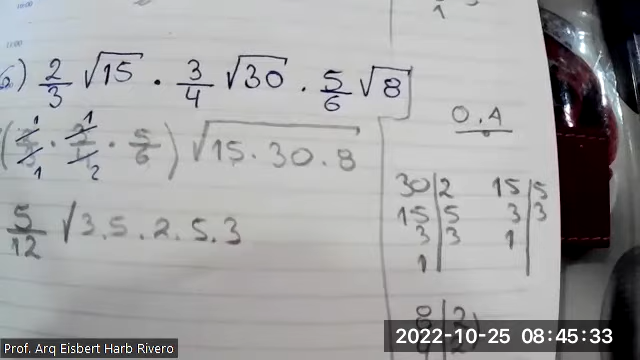 6) 2/3 √15 · 3/4 √30 · 5/6 √8
(2/3 · 3/4 · 5/6) √15 · 30 · 8
5/12 √3.5.2.5.3
O.A
30|2 15|5
15|5 3|3
3|3 1
1
8|2
2022-10-25 08:45:33
Prof. Arq Eisbert Harb Rivero